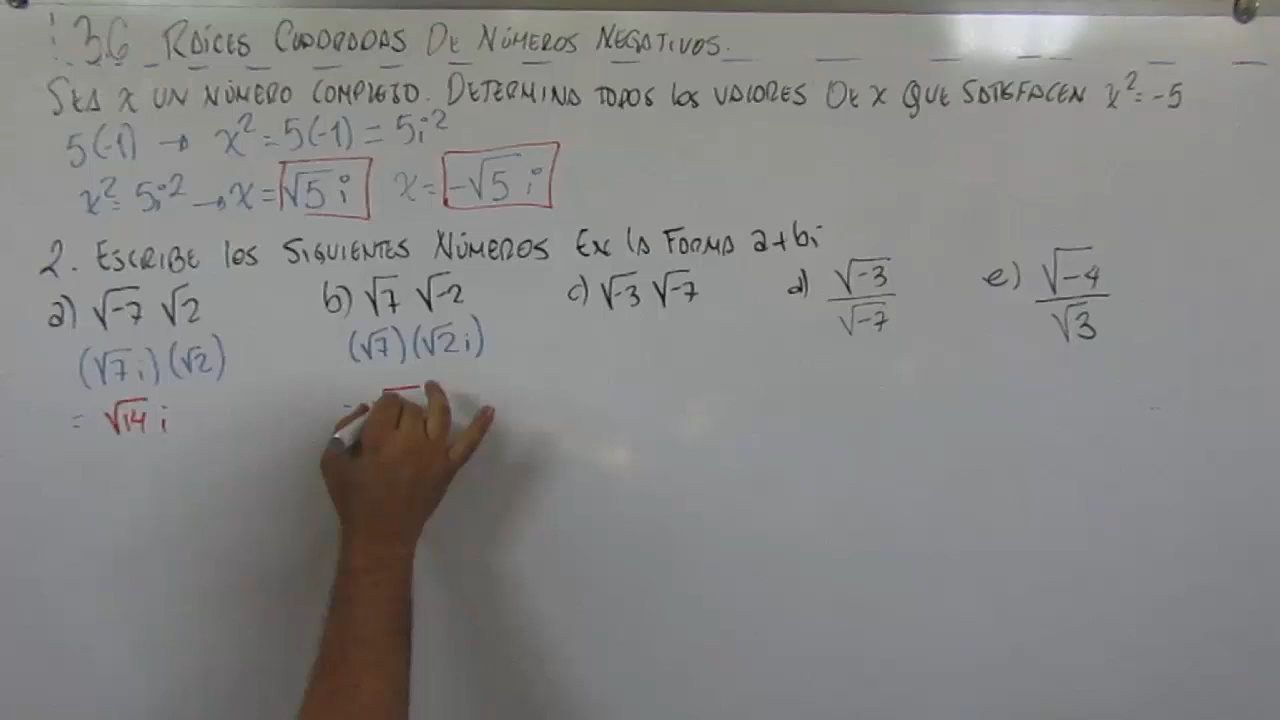 36 RAÍCES CUADRADAS DE NÚMEROS NEGATIVOS.
SEA X UN NÚMERO COMPLEJO. DETERMINA TODOS LOS VALORES DE X QUE SATISFACEN x² = -5
5(-1) → x² = 5(-1) = 5i²
x² = 5i² → x = √5 i x = -√5 i
2. ESCRIBE LOS SIGUIENTES NÚMEROS EN LA FORMA a+bi
a) √-7 √2 b) √7 √-2 c) √-3 √-7 d) √-3/√-7 e) √-4/√3
(√7 i)(√2) (√7)(√2 i)
= √14 i =